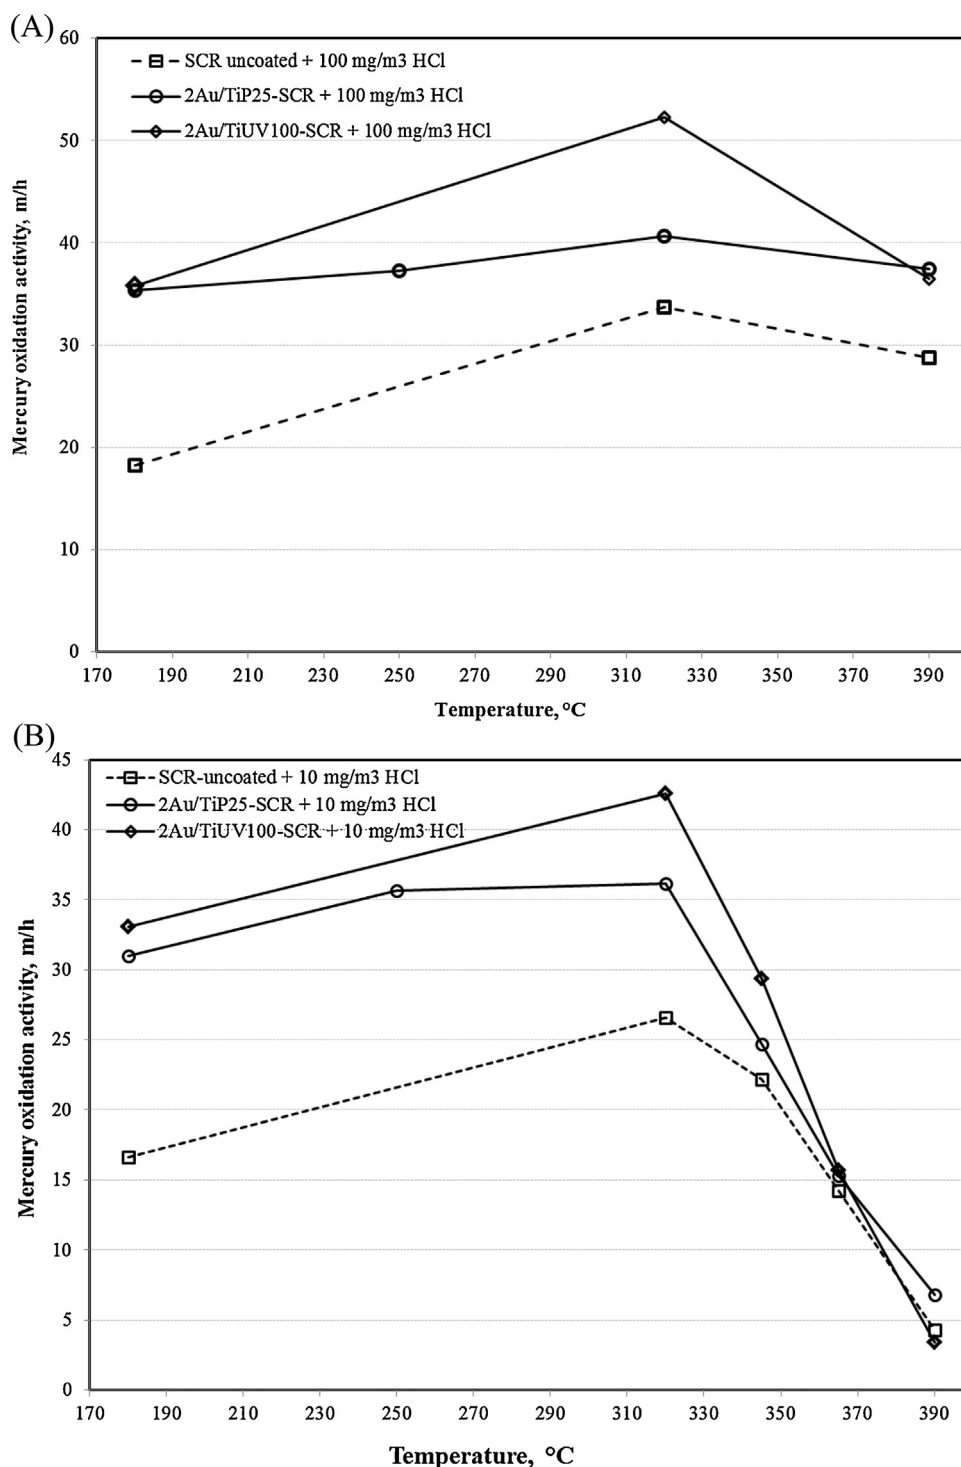 (A)
60
50
40
30
20
10
0
Mercury oxidation activity, m/h
SCR uncoated + 100 mg/m3 HCl
2Au/TiP25-SCR + 100 mg/m3 HCl
2Au/TiUV100-SCR + 100 mg/m3 HCl
170 190 210 230 250 270 290 310 330 350 370 390
Temperature, °C
(B)
45
40
35
30
25
20
15
10
5
0
Mercury oxidation activity, m/h
SCR-uncoated + 10 mg/m3 HCl
2Au/TiP25-SCR + 10 mg/m3 HCl
2Au/TiUV100-SCR + 10 mg/m3 HCl
170 190 210 230 250 270 290 310 330 350 370 390
Temperature, °C